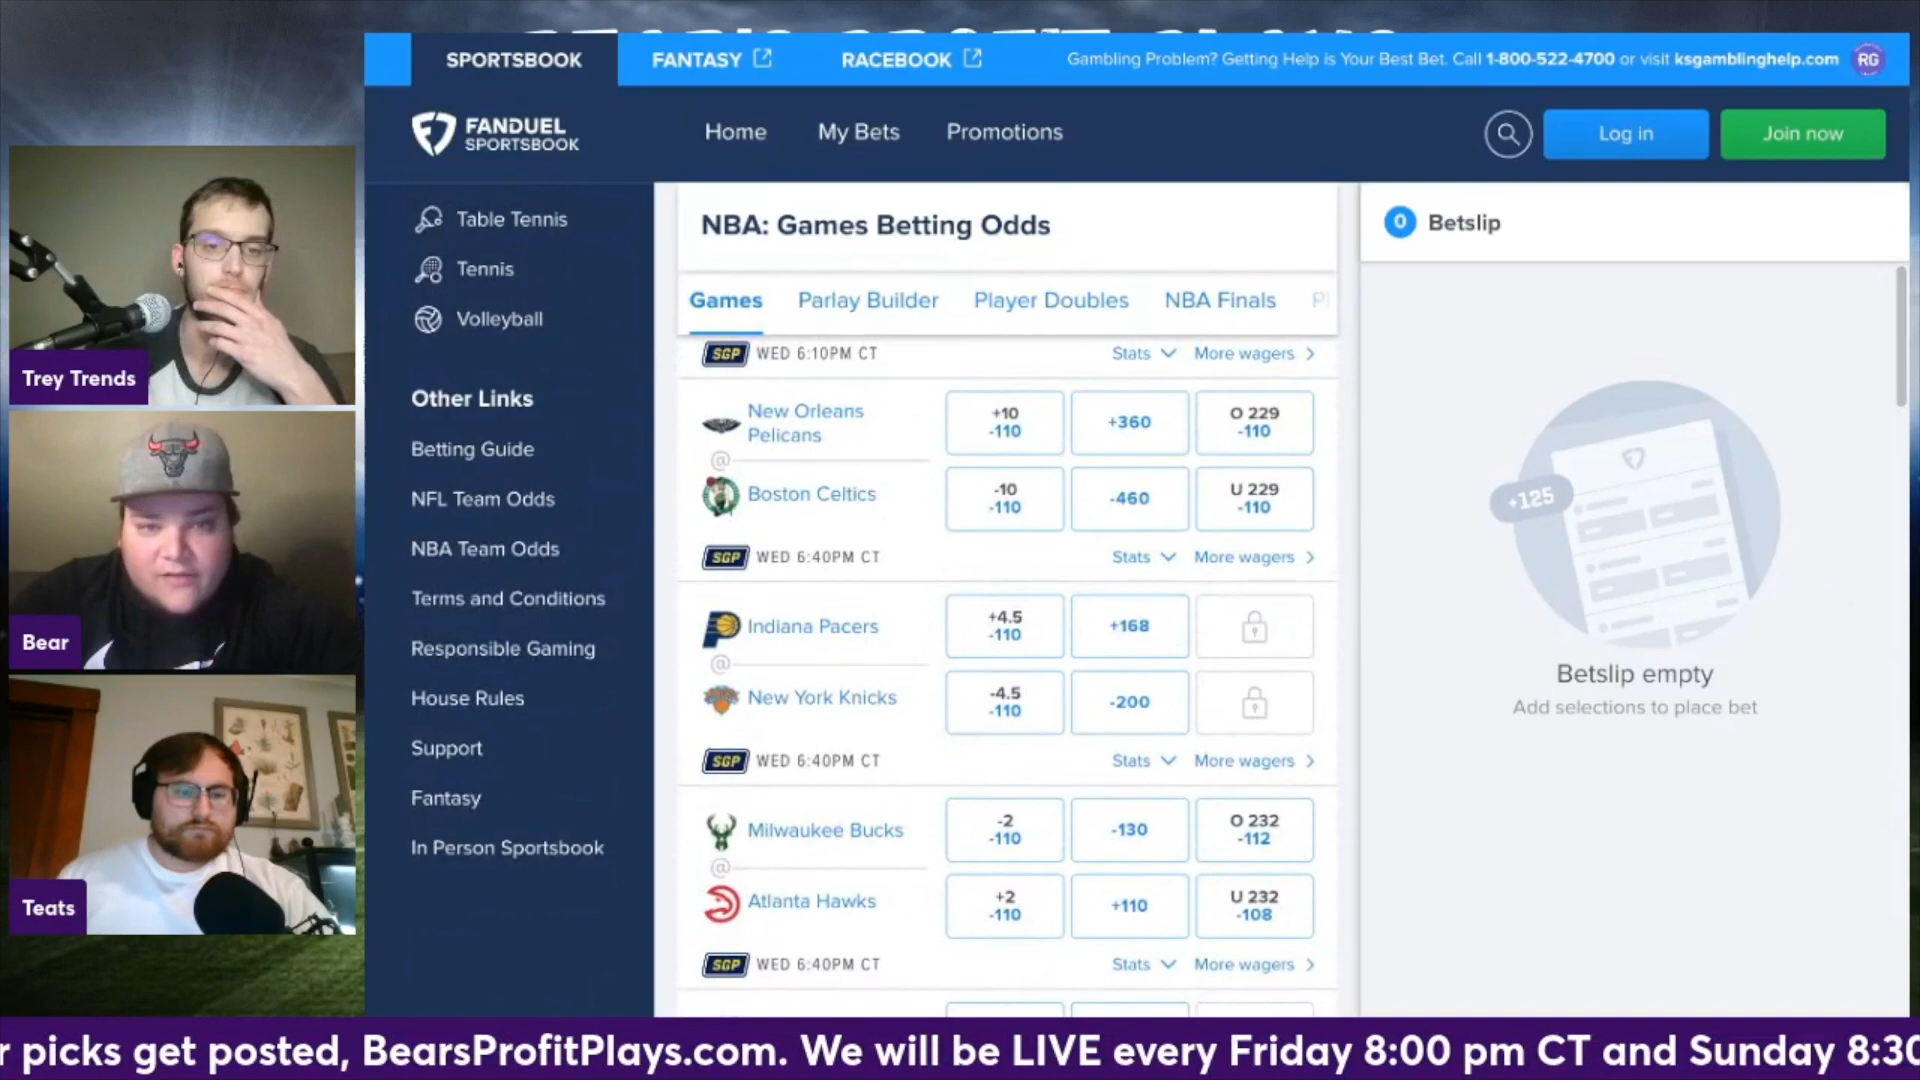 SPORTSBOOK
FANTASY
RACEBOOK
Gambling Problem? Getting Help is Your Best Bet. Call 1-800-522-4700 or visit ksgamblinghelp.com
RG
FANDUEL
SPORTSBOOK
Home
My Bets
Promotions
Log in
Join now
Trey Trends
Bear
Teats
Table Tennis
Tennis
Volleyball
Other Links
Betting Guide
NFL Team Odds
NBA Team Odds
Terms and Conditions
Responsible Gaming
House Rules
Support
Fantasy
In Person Sportsbook
NBA: Games Betting Odds
Games
Parlay Builder
Player Doubles
NBA Finals
SGP WED 6:10PM CT
Stats
More wagers
New Orleans
Pelicans
+10
-110
+360
O 229
-110
@
Boston Celtics
-10
-110
-460
U 229
-110
SGP WED 6:40PM CT
Stats
More wagers
Indiana Pacers
+4.5
-110
+168
@
New York Knicks
-4.5
-110
-200
SGP WED 6:40PM CT
Stats
More wagers
Milwaukee Bucks
-2
-110
-130
O 232
-112
@
Atlanta Hawks
+2
-110
+110
U 232
-108
SGP WED 6:40PM CT
Stats
More wagers
0 Betslip
+125
Betslip empty
Add selections to place bet
r picks get posted, BearsProfitPlays.com. We will be LIVE every Friday 8:00 pm CT and Sunday 8:30